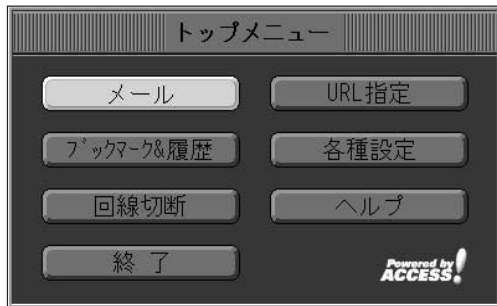 トップメニュー
メール
URL指定
ブックマーク&履歴
各種設定
回線切断
ヘルプ
終 了
Powered by
ACCESS!